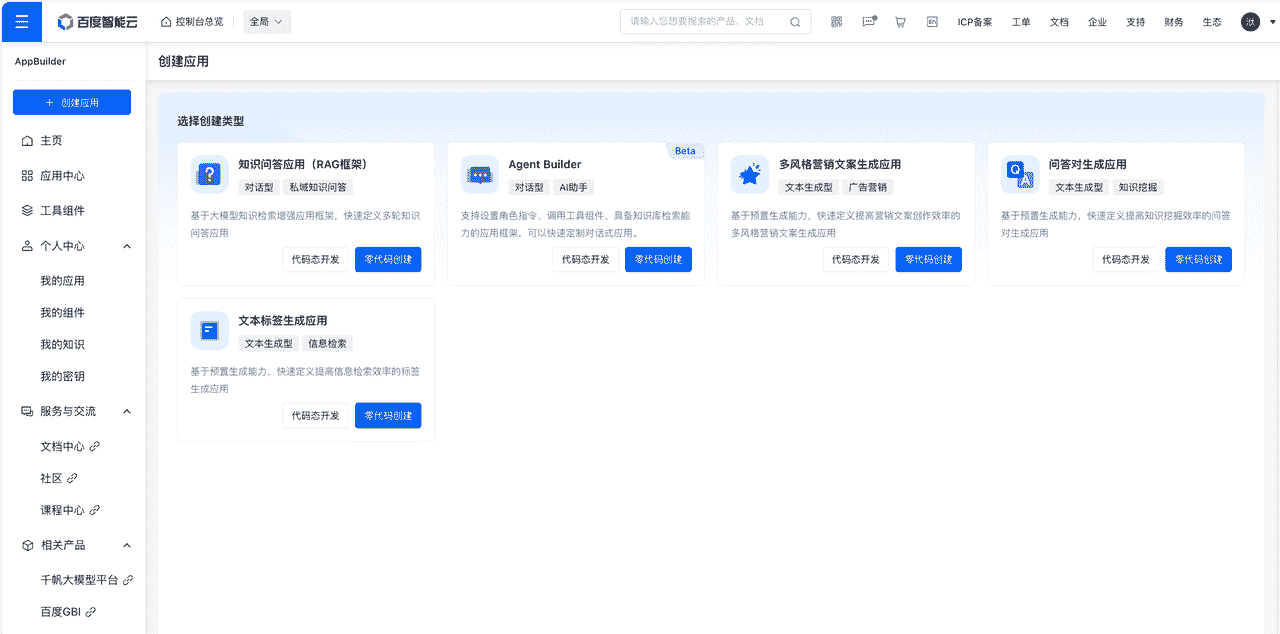 百度智能云
控制台总览
全局
请输入您想要搜索的产品、文档
En
ICP备案
工单
文档
企业
支持
财务
生态
AppBuilder
+ 创建应用
主页
应用中心
工具组件
个人中心
我的应用
我的组件
我的知识
我的密钥
服务与交流
文档中心
社区
课程中心
相关产品
千帆大模型平台
百度GBI
创建应用
选择创建类型
知识问答应用（RAG框架）
对话型 私域知识问答
基于大模型知识检索增强应用框架，快速定义多轮知识
问答应用
代码态开发 零代码创建
Beta
Agent Builder
对话型 AI助手
支持设置角色指令、调用工具组件、具备知识库检索能
力的应用框架，可以快速定制对话式应用。
代码态开发 零代码创建
多风格营销文案生成应用
文本生成型 广告营销
基于预置生成能力，快速定义提高营销文案创作效率的
多风格营销文案生成应用
代码态开发 零代码创建
Q
A
问答对生成应用
文本生成型 知识挖掘
基于预置生成能力，快速定义提高知识挖掘效率的问答
对生成应用
代码态开发 零代码创建
文本标签生成应用
文本生成型 信息检索
基于预置生成能力，快速定义提高信息检索效率的标签
生成应用
代码态开发 零代码创建